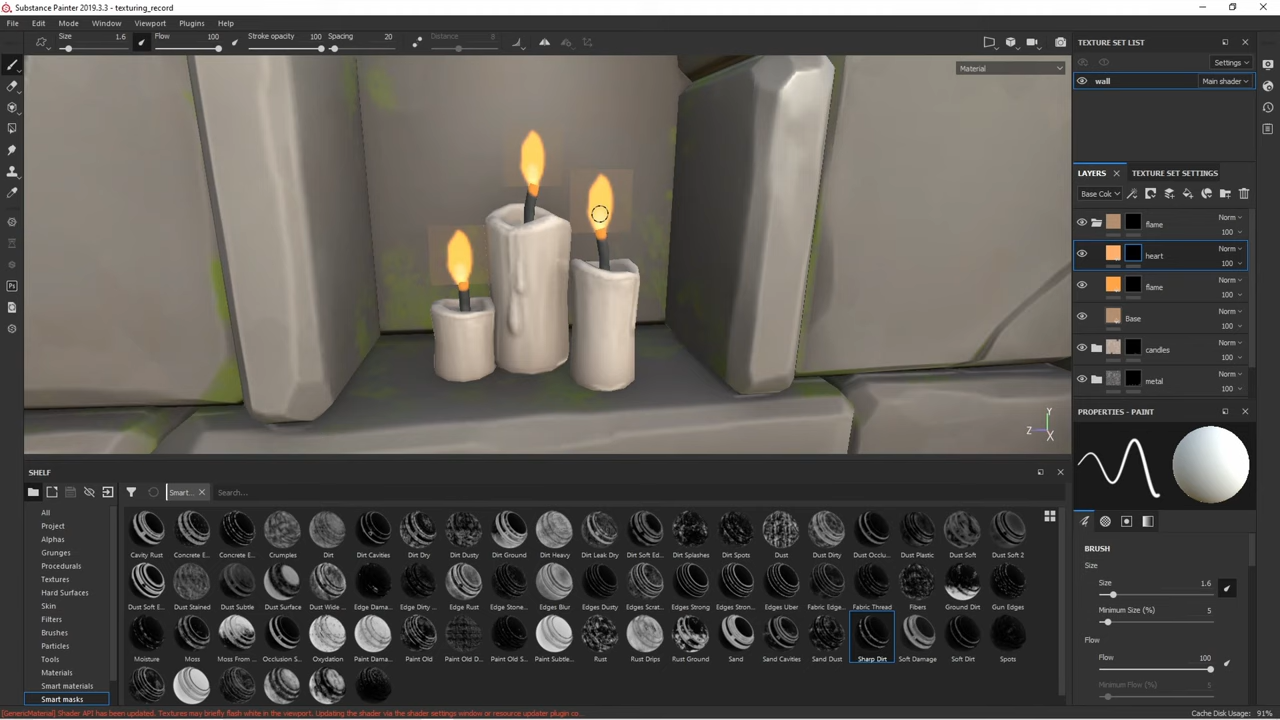 Substance Painter 2019.3.3 - texturing_record
File Edit Mode Window Viewport Plugins Help
Size 1.6 Flow 100 Stroke opacity 100 Spacing 20 Distance 8
Material
TEXTURE SET LIST
Settings
wall Main shader
LAYERS TEXTURE SET SETTINGS
Base Col
flame Norm 100
heart Norm 100
flame Norm 100
Base Norm 100
candles Norm 100
metal Norm 100
Y
Z X
PROPERTIES - PAINT
BRUSH
Size
Size 1.6
Minimum Size (%) 5
Flow
Flow 100
Minimum Flow (%) 5
SHELF
Smart... Search...
All
Project
Alphas
Grunges
Procedurals
Textures
Hard Surfaces
Skin
Filters
Brushes
Particles
Tools
Materials
Smart materials
Smart masks
Cavity Rust Concrete E... Concrete E... Crumples Dirt Dirt Cavities Dirt Dry Dirt Dusty Dirt Ground Dirt Heavy Dirt Leak Dry Dirt Soft Ed... Dirt Splashes Dirt Spots Dust Dust Dirty Dust Occlu... Dust Plastic Dust Soft Dust Soft 2
Dust Soft E... Dust Stained Dust Subtle Dust Surface Dust Wide ... Edge Dama... Edge Dirty ... Edge Rust Edge Stone... Edges Blur Edges Dusty Edges Scrat... Edges Strong Edges Stron... Edges Uber Fabric Edge... Fabric Thread Fibers Ground Dirt Gun Edges
Moisture Moss Moss From ... Occlusion S... Oxydation Paint Dama... Paint Old Paint Old D... Paint Old S... Paint Subtle... Rust Rust Drips Rust Ground Sand Sand Cavities Sand Dust Sharp Dirt Soft Damage Soft Dirt Spots
[GenericMaterial] Shader API has been updated. Textures may briefly flash white in the viewport. Updating the shader via the shader settings window or resource updater plugin co...
Cache Disk Usage: 91%